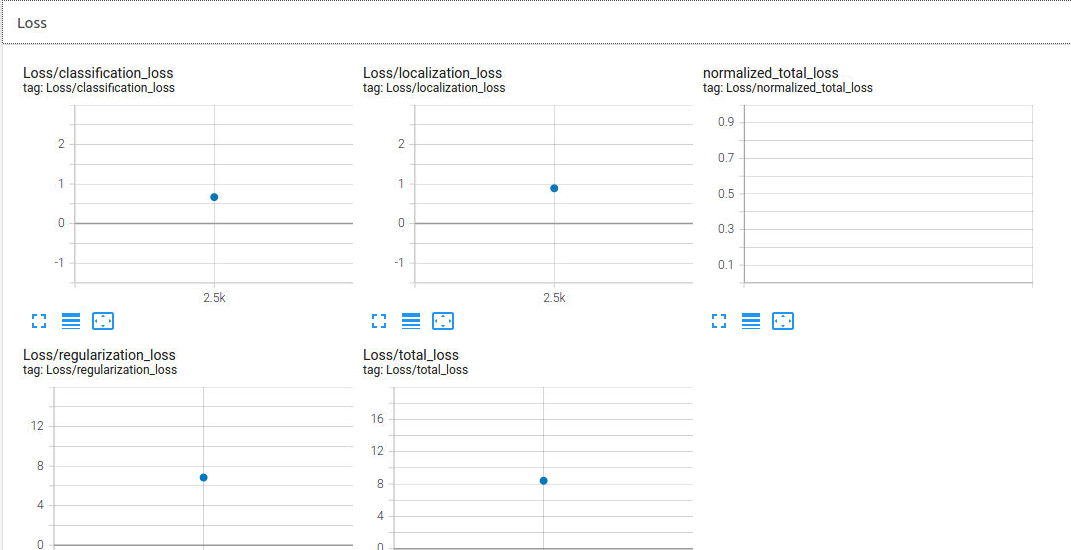 Loss
Loss/classification_loss
tag: Loss/classification_loss
2
1
0
-1
2.5k
Loss/localization_loss
tag: Loss/localization_loss
2
1
0
-1
2.5k
normalized_total_loss
tag: Loss/normalized_total_loss
0.9
0.7
0.5
0.3
0.1
Loss/regularization_loss
tag: Loss/regularization_loss
12
8
4
0
Loss/total_loss
tag: Loss/total_loss
16
12
8
4
0